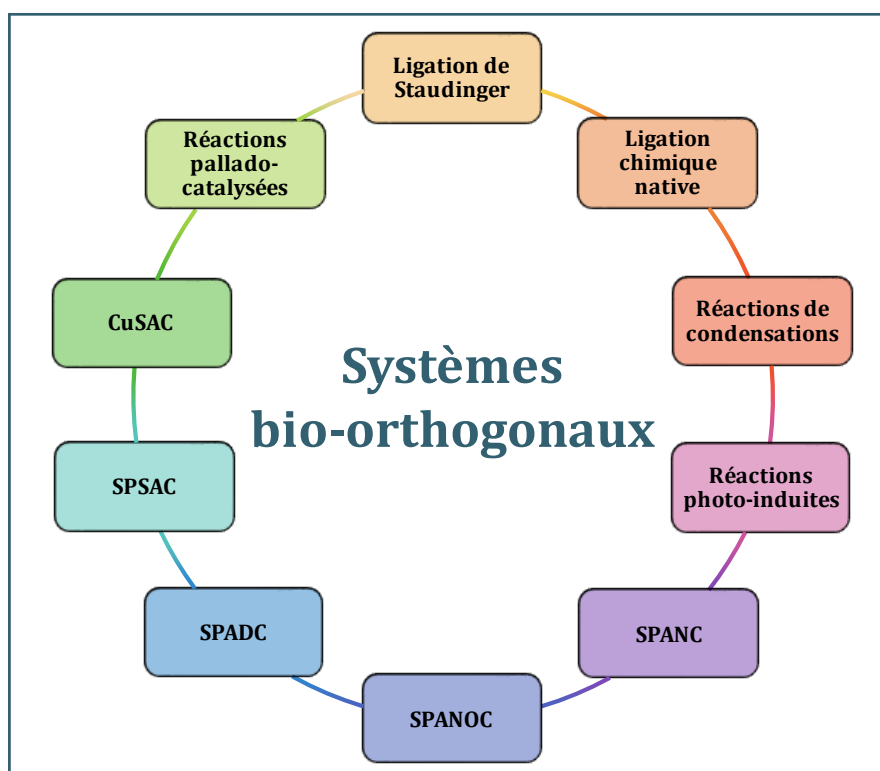 Ligation de
Staudinger
Ligation
chimique
native
Réactions de
condensations
Réactions
photo-induites
SPANC
SPANOC
SPADC
SPSAC
CuSAC
Réactions
pallado-
catalysées
Systèmes
bio-orthogonaux